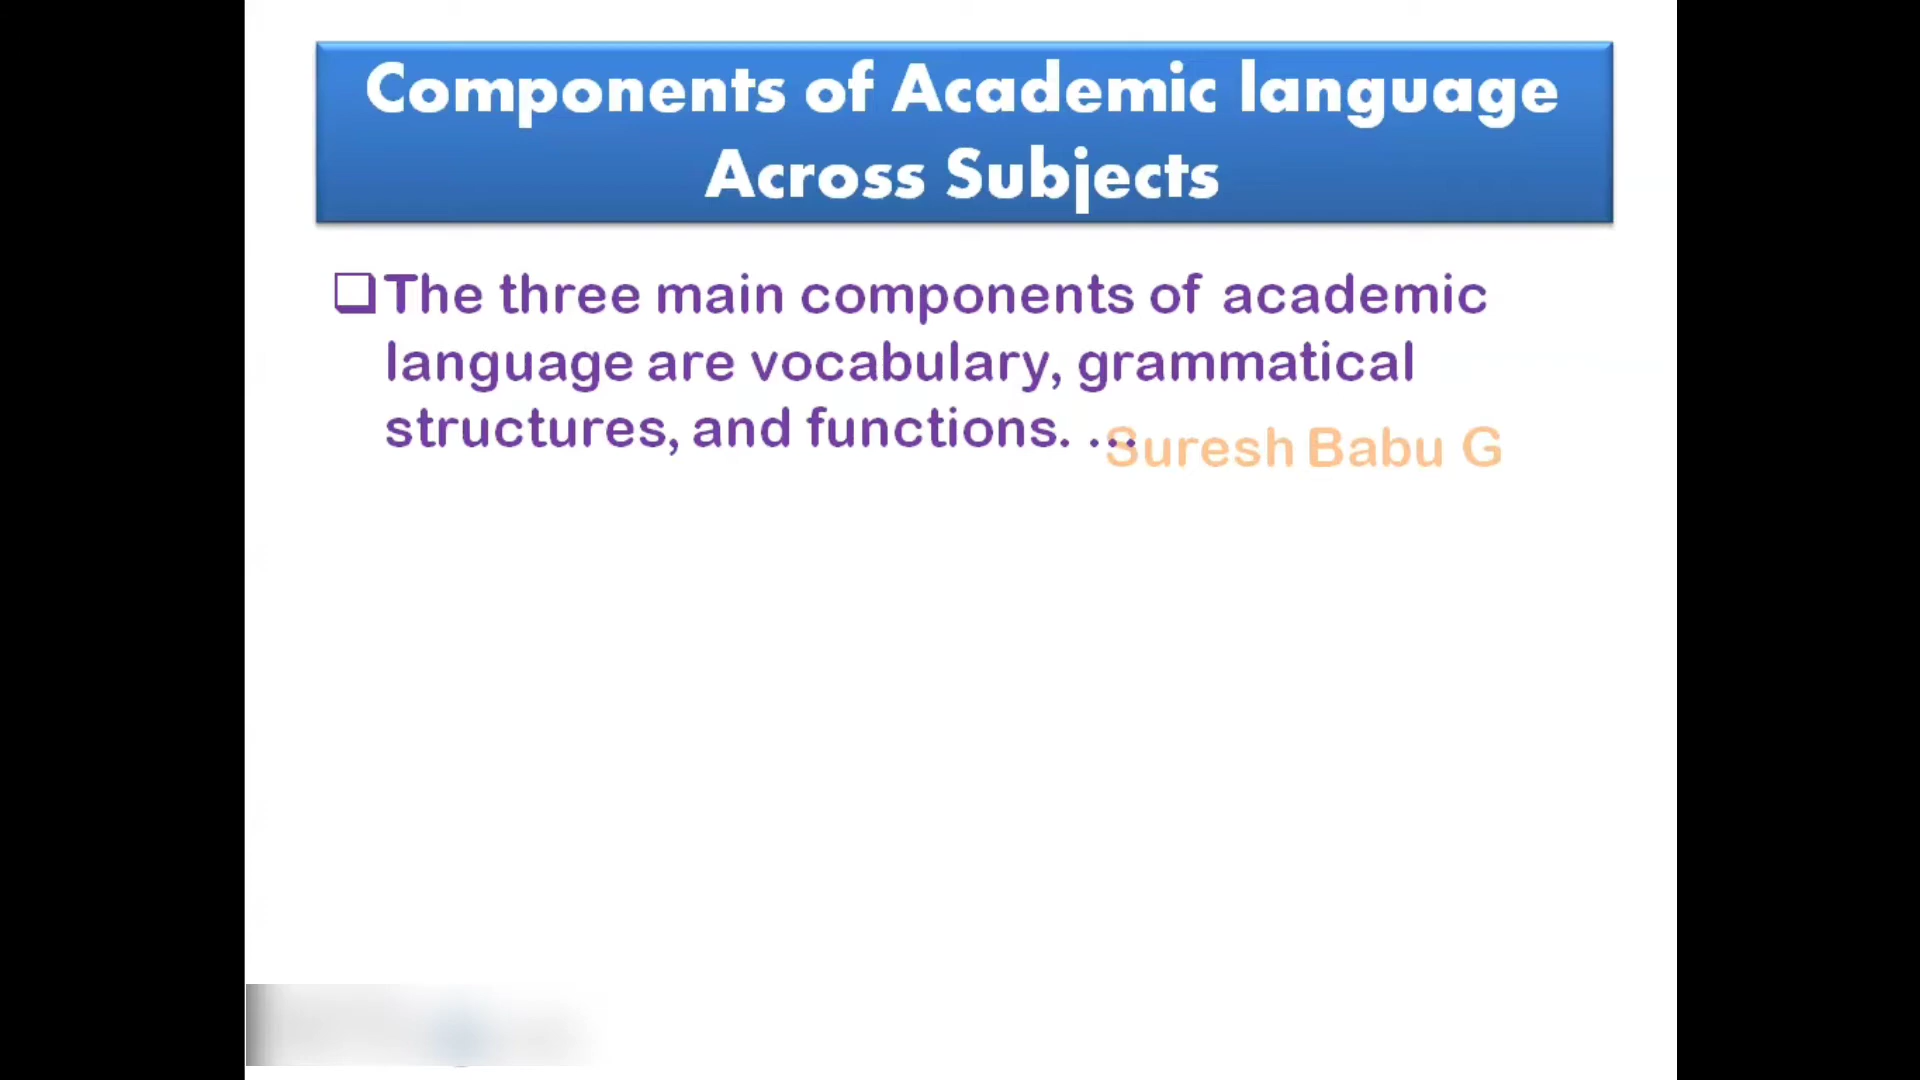 Components of Academic language
Across Subjects
❑The three main components of academic
language are vocabulary, grammatical
structures, and functions. ...
Suresh Babu G